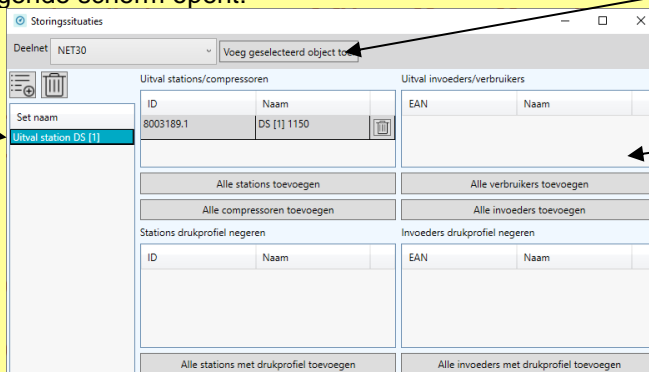 gende scherm opent.
Storingssituaties
Deelnet NET30 Voeg geselecteerd object toe
Uitval stations/compressoren Uitval invoeders/verbruikers
Set naam ID Naam EAN Naam
Uitval station DS [1] 8003189.1 DS [1] 1150
Alle stations toevoegen Alle verbruikers toevoegen
Alle compressoren toevoegen Alle invoeders toevoegen
Stations drukprofiel negeren Invoeders drukprofiel negeren
ID Naam EAN Naam
Alle stations met drukprofiel toevoegen Alle invoeders met drukprofiel toevoegen